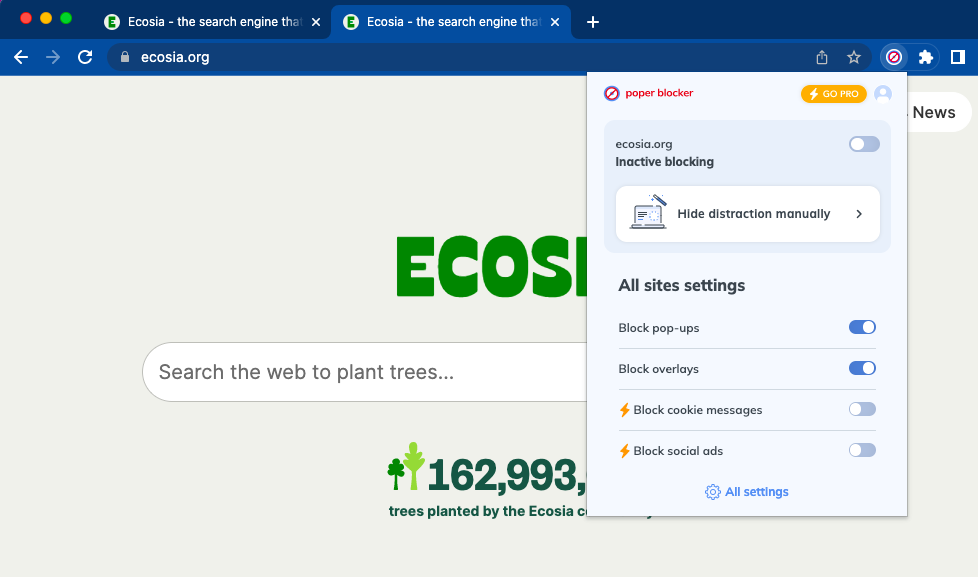 Ecosia - the search engine that
Ecosia - the search engine that
ecosia.org
poper blocker
GO PRO
News
ecosia.org
Inactive blocking
Hide distraction manually
ECOSI
All sites settings
Block pop-ups
Block overlays
Search the web to plant trees...
Block cookie messages
Block social ads
162,993,
All settings
trees planted by the Ecosia c